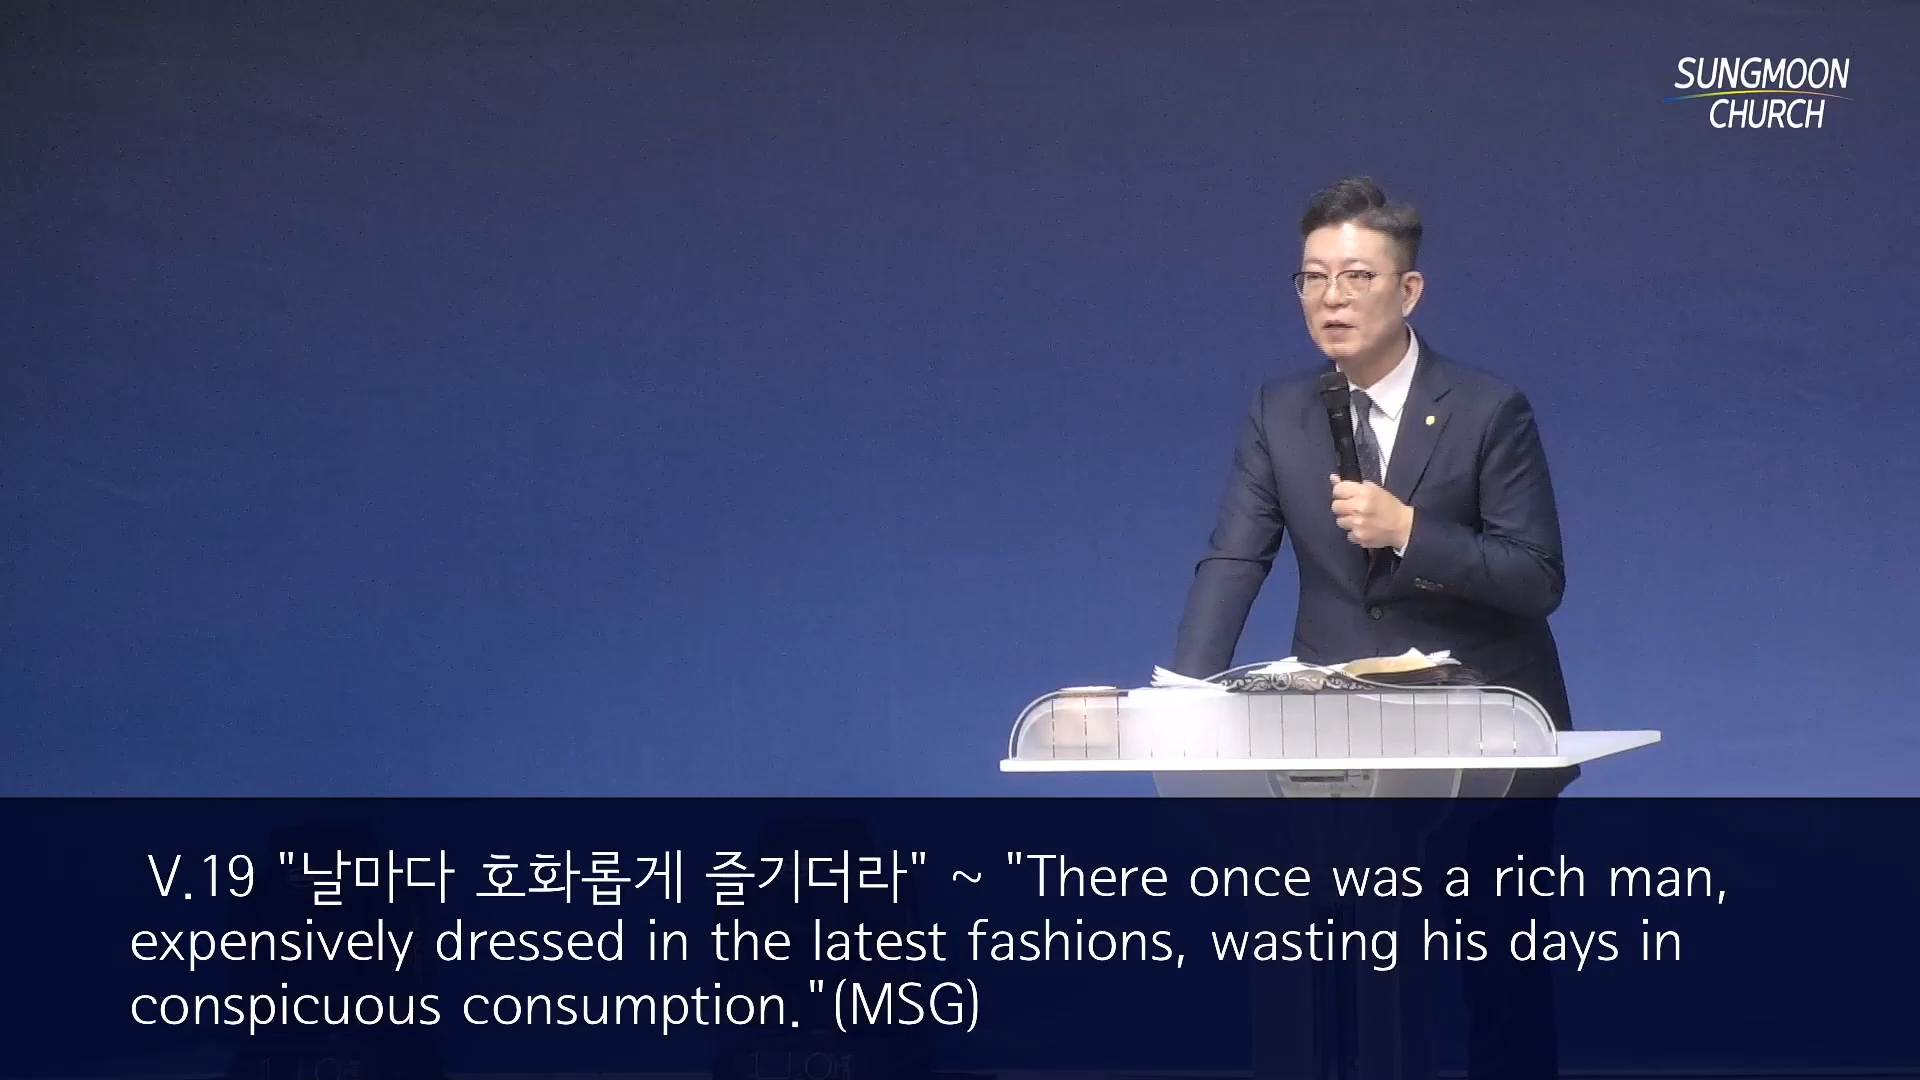 SUNGMOON
CHURCH
V.19 "날마다 호화롭게 즐기더라" ~ "There once was a rich man,
expensively dressed in the latest fashions, wasting his days in
conspicuous consumption."(MSG)